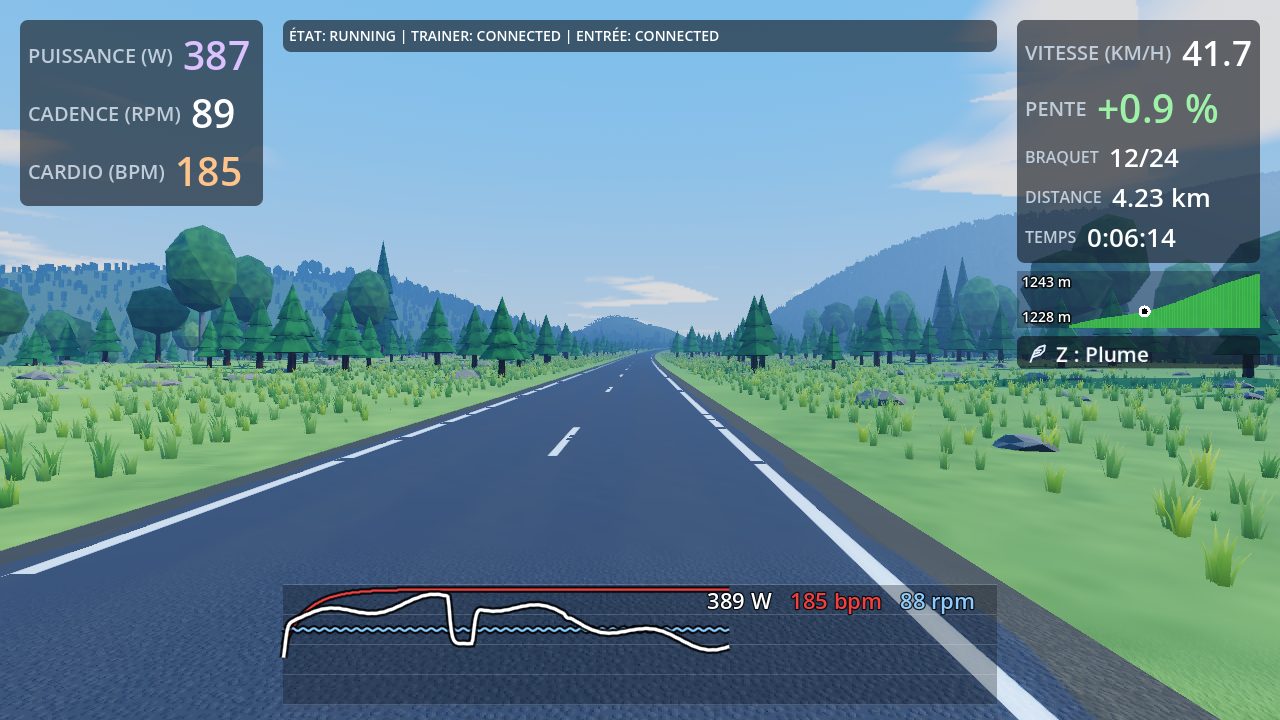 PUISSANCE (W) 387
CADENCE (RPM) 89
CARDIO (BPM) 185
ÉTAT: RUNNING | TRAINER: CONNECTED | ENTRÉE: CONNECTED
VITESSE (KM/H) 41.7
PENTE +0.9 %
BRAQUET 12/24
DISTANCE 4.23 km
TEMPS 0:06:14
1243 m
1228 m
Z : Plume
389 W 185 bpm 88 rpm